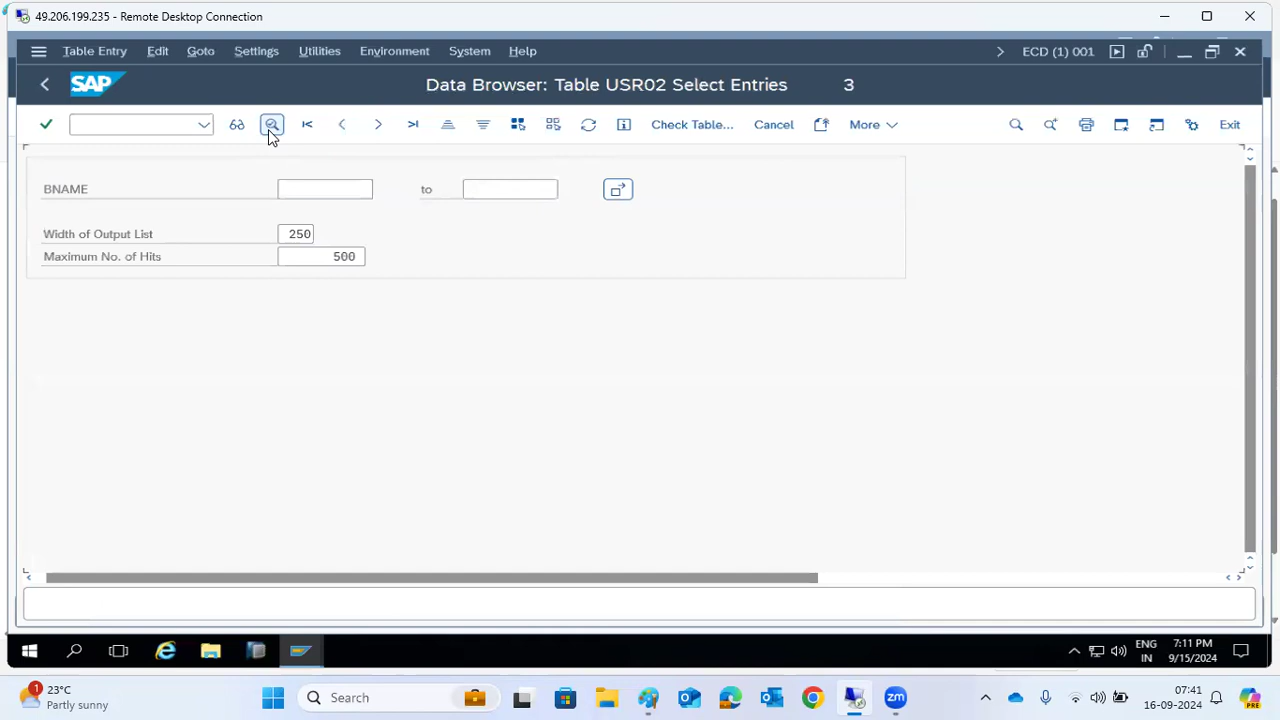 49.206.199.235 - Remote Desktop Connection
Table Entry Edit Goto Settings Utilities Environment System Help ECD (1) 001
SAP Data Browser: Table USR02 Select Entries 3
Check Table... Cancel More Exit
BNAME to
Width of Output List 250
Maximum No. of Hits 500
ENG 7:11 PM
IN 9/15/2024
1 23°C Search PRE zm 07:41
Partly sunny 16-09-2024